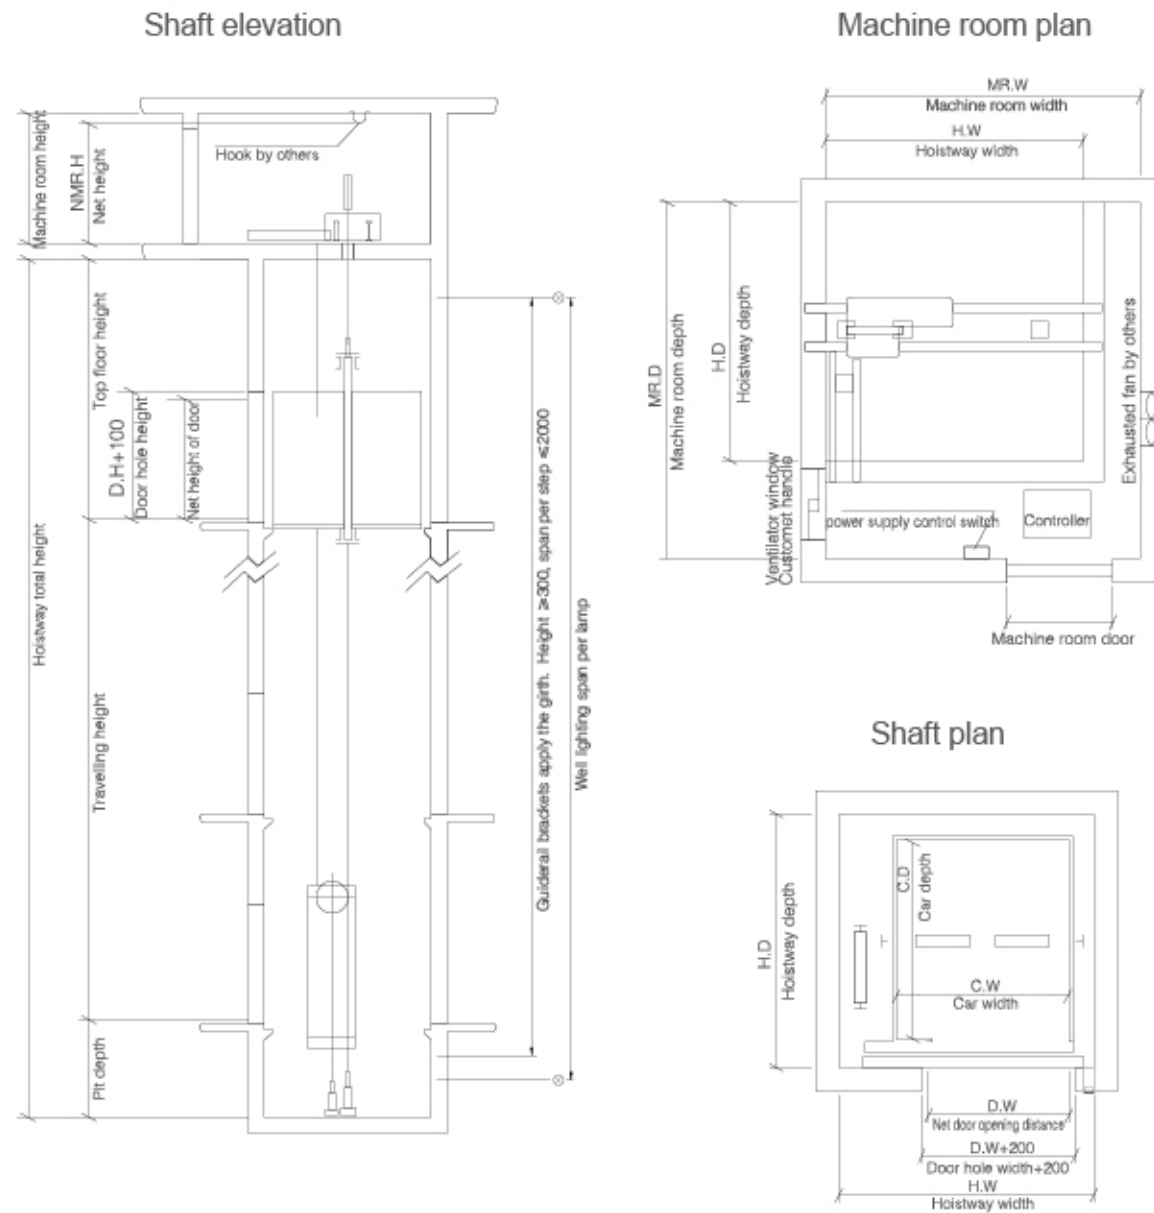 Shaft elevation
Machine room height
NMR.H
Net height
Hook by others
Top floor height
D.H+100
Door hole height
Net height of door
Hoistway total height
Travelling height
Pit depth
Guiderail brackets apply the girth. Height ≥300, span per step ≤2000
Well lighting span per lamp
Machine room plan
MR.W
Machine room width
H.W
Hoistway width
MR.D
Machine room depth
H.D
Hoistway depth
Exhausted fan by others
Ventilator window
Customet handle
power supply control switch
Controller
Machine room door
Shaft plan
H.D
Hoistway depth
C.D
Car depth
C.W
Car width
D.W
Net door opening distance
D.W+200
Door hole width+200
H.W
Hoistway width